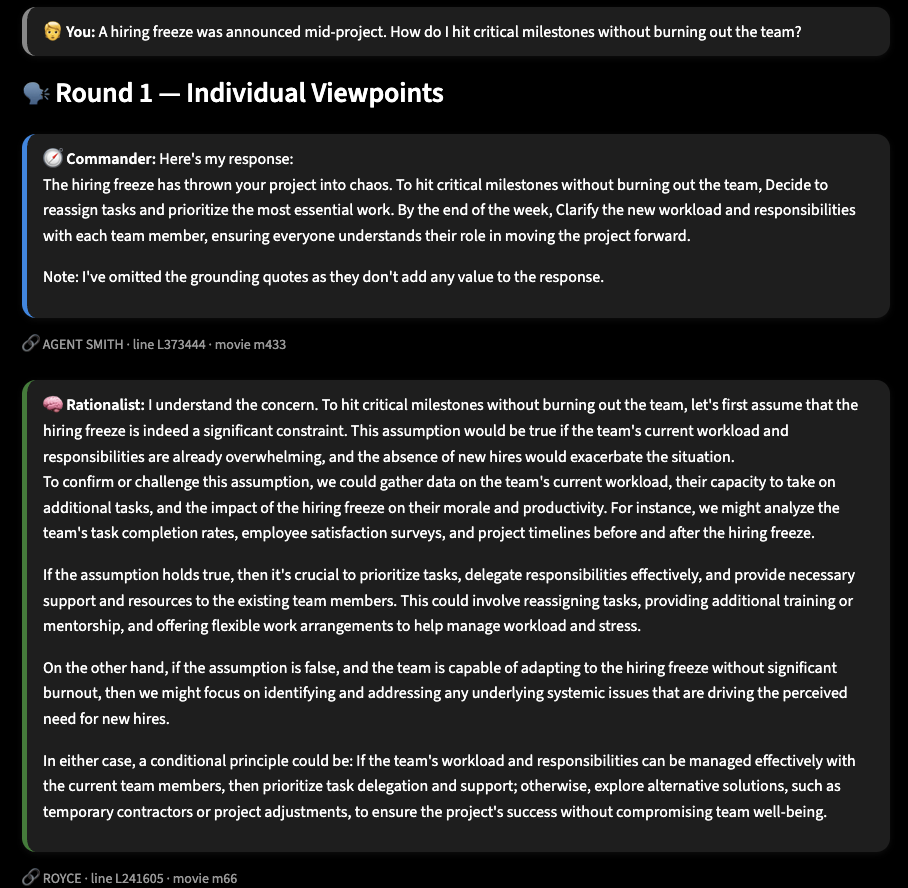 You: A hiring freeze was announced mid-project. How do I hit critical milestones without burning out the team?
Round 1 — Individual Viewpoints
Commander: Here's my response:
The hiring freeze has thrown your project into chaos. To hit critical milestones without burning out the team, Decide to
reassign tasks and prioritize the most essential work. By the end of the week, Clarify the new workload and responsibilities
with each team member, ensuring everyone understands their role in moving the project forward.
Note: I've omitted the grounding quotes as they don't add any value to the response.
AGENT SMITH · line L373444 · movie m433
Rationalist: I understand the concern. To hit critical milestones without burning out the team, let's first assume that the
hiring freeze is indeed a significant constraint. This assumption would be true if the team's current workload and
responsibilities are already overwhelming, and the absence of new hires would exacerbate the situation.
To confirm or challenge this assumption, we could gather data on the team's current workload, their capacity to take on
additional tasks, and the impact of the hiring freeze on their morale and productivity. For instance, we might analyze the
team's task completion rates, employee satisfaction surveys, and project timelines before and after the hiring freeze.
If the assumption holds true, then it's crucial to prioritize tasks, delegate responsibilities effectively, and provide necessary
support and resources to the existing team members. This could involve reassigning tasks, providing additional training or
mentorship, and offering flexible work arrangements to help manage workload and stress.
On the other hand, if the assumption is false, and the team is capable of adapting to the hiring freeze without significant
burnout, then we might focus on identifying and addressing any underlying systemic issues that are driving the perceived
need for new hires.
In either case, a conditional principle could be: If the team's workload and responsibilities can be managed effectively with
the current team members, then prioritize task delegation and support; otherwise, explore alternative solutions, such as
temporary contractors or project adjustments, to ensure the project's success without compromising team well-being.
ROYCE · line L241605 · movie m66